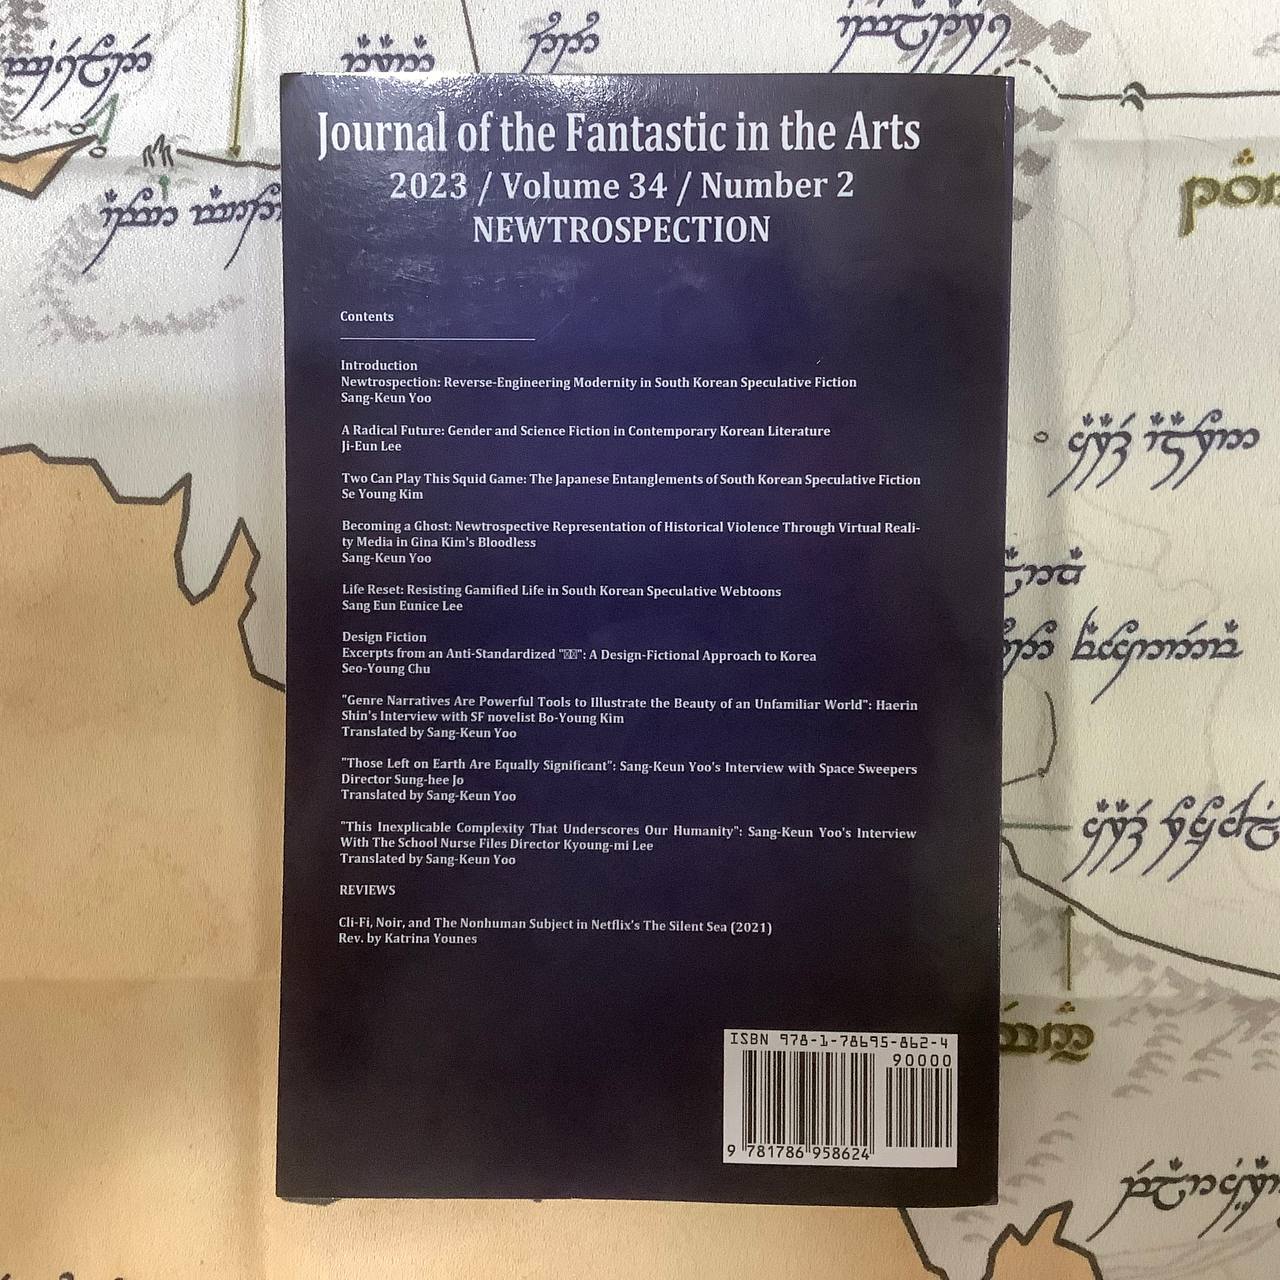 Journal of the Fantastic in the Arts
2023 / Volume 34 / Number 2
NEWTROSPECTION
Contents
Introduction
Newtrospection: Reverse-Engineering Modernity in South Korean Speculative Fiction
Sang-Keun Yoo
A Radical Future: Gender and Science Fiction in Contemporary Korean Literature
Ji-Eun Lee
Two Can Play This Squid Game: The Japanese Entanglements of South Korean Speculative Fiction
Se Young Kim
Becoming a Ghost: Newtrospective Representation of Historical Violence Through Virtual Reali-
ty Media in Gina Kim's Bloodless
Sang-Keun Yoo
Life Reset: Resisting Gamified Life in South Korean Speculative Webtoons
Sang Eun Eunice Lee
Design Fiction
Excerpts from an Anti-Standardized "▯▯": A Design-Fictional Approach to Korea
Seo-Young Chu
"Genre Narratives Are Powerful Tools to Illustrate the Beauty of an Unfamiliar World": Haerin
Shin's Interview with SF novelist Bo-Young Kim
Translated by Sang-Keun Yoo
"Those Left on Earth Are Equally Significant": Sang-Keun Yoo's Interview with Space Sweepers
Director Sung-hee Jo
Translated by Sang-Keun Yoo
"This Inexplicable Complexity That Underscores Our Humanity": Sang-Keun Yoo's Interview
With The School Nurse Files Director Kyoung-mi Lee
Translated by Sang-Keun Yoo
REVIEWS
Cli-Fi, Noir, and The Nonhuman Subject in Netflix's The Silent Sea (2021)
Rev. by Katrina Younes
ISBN 978-1-78695-862-4
90000
9 781786 958624